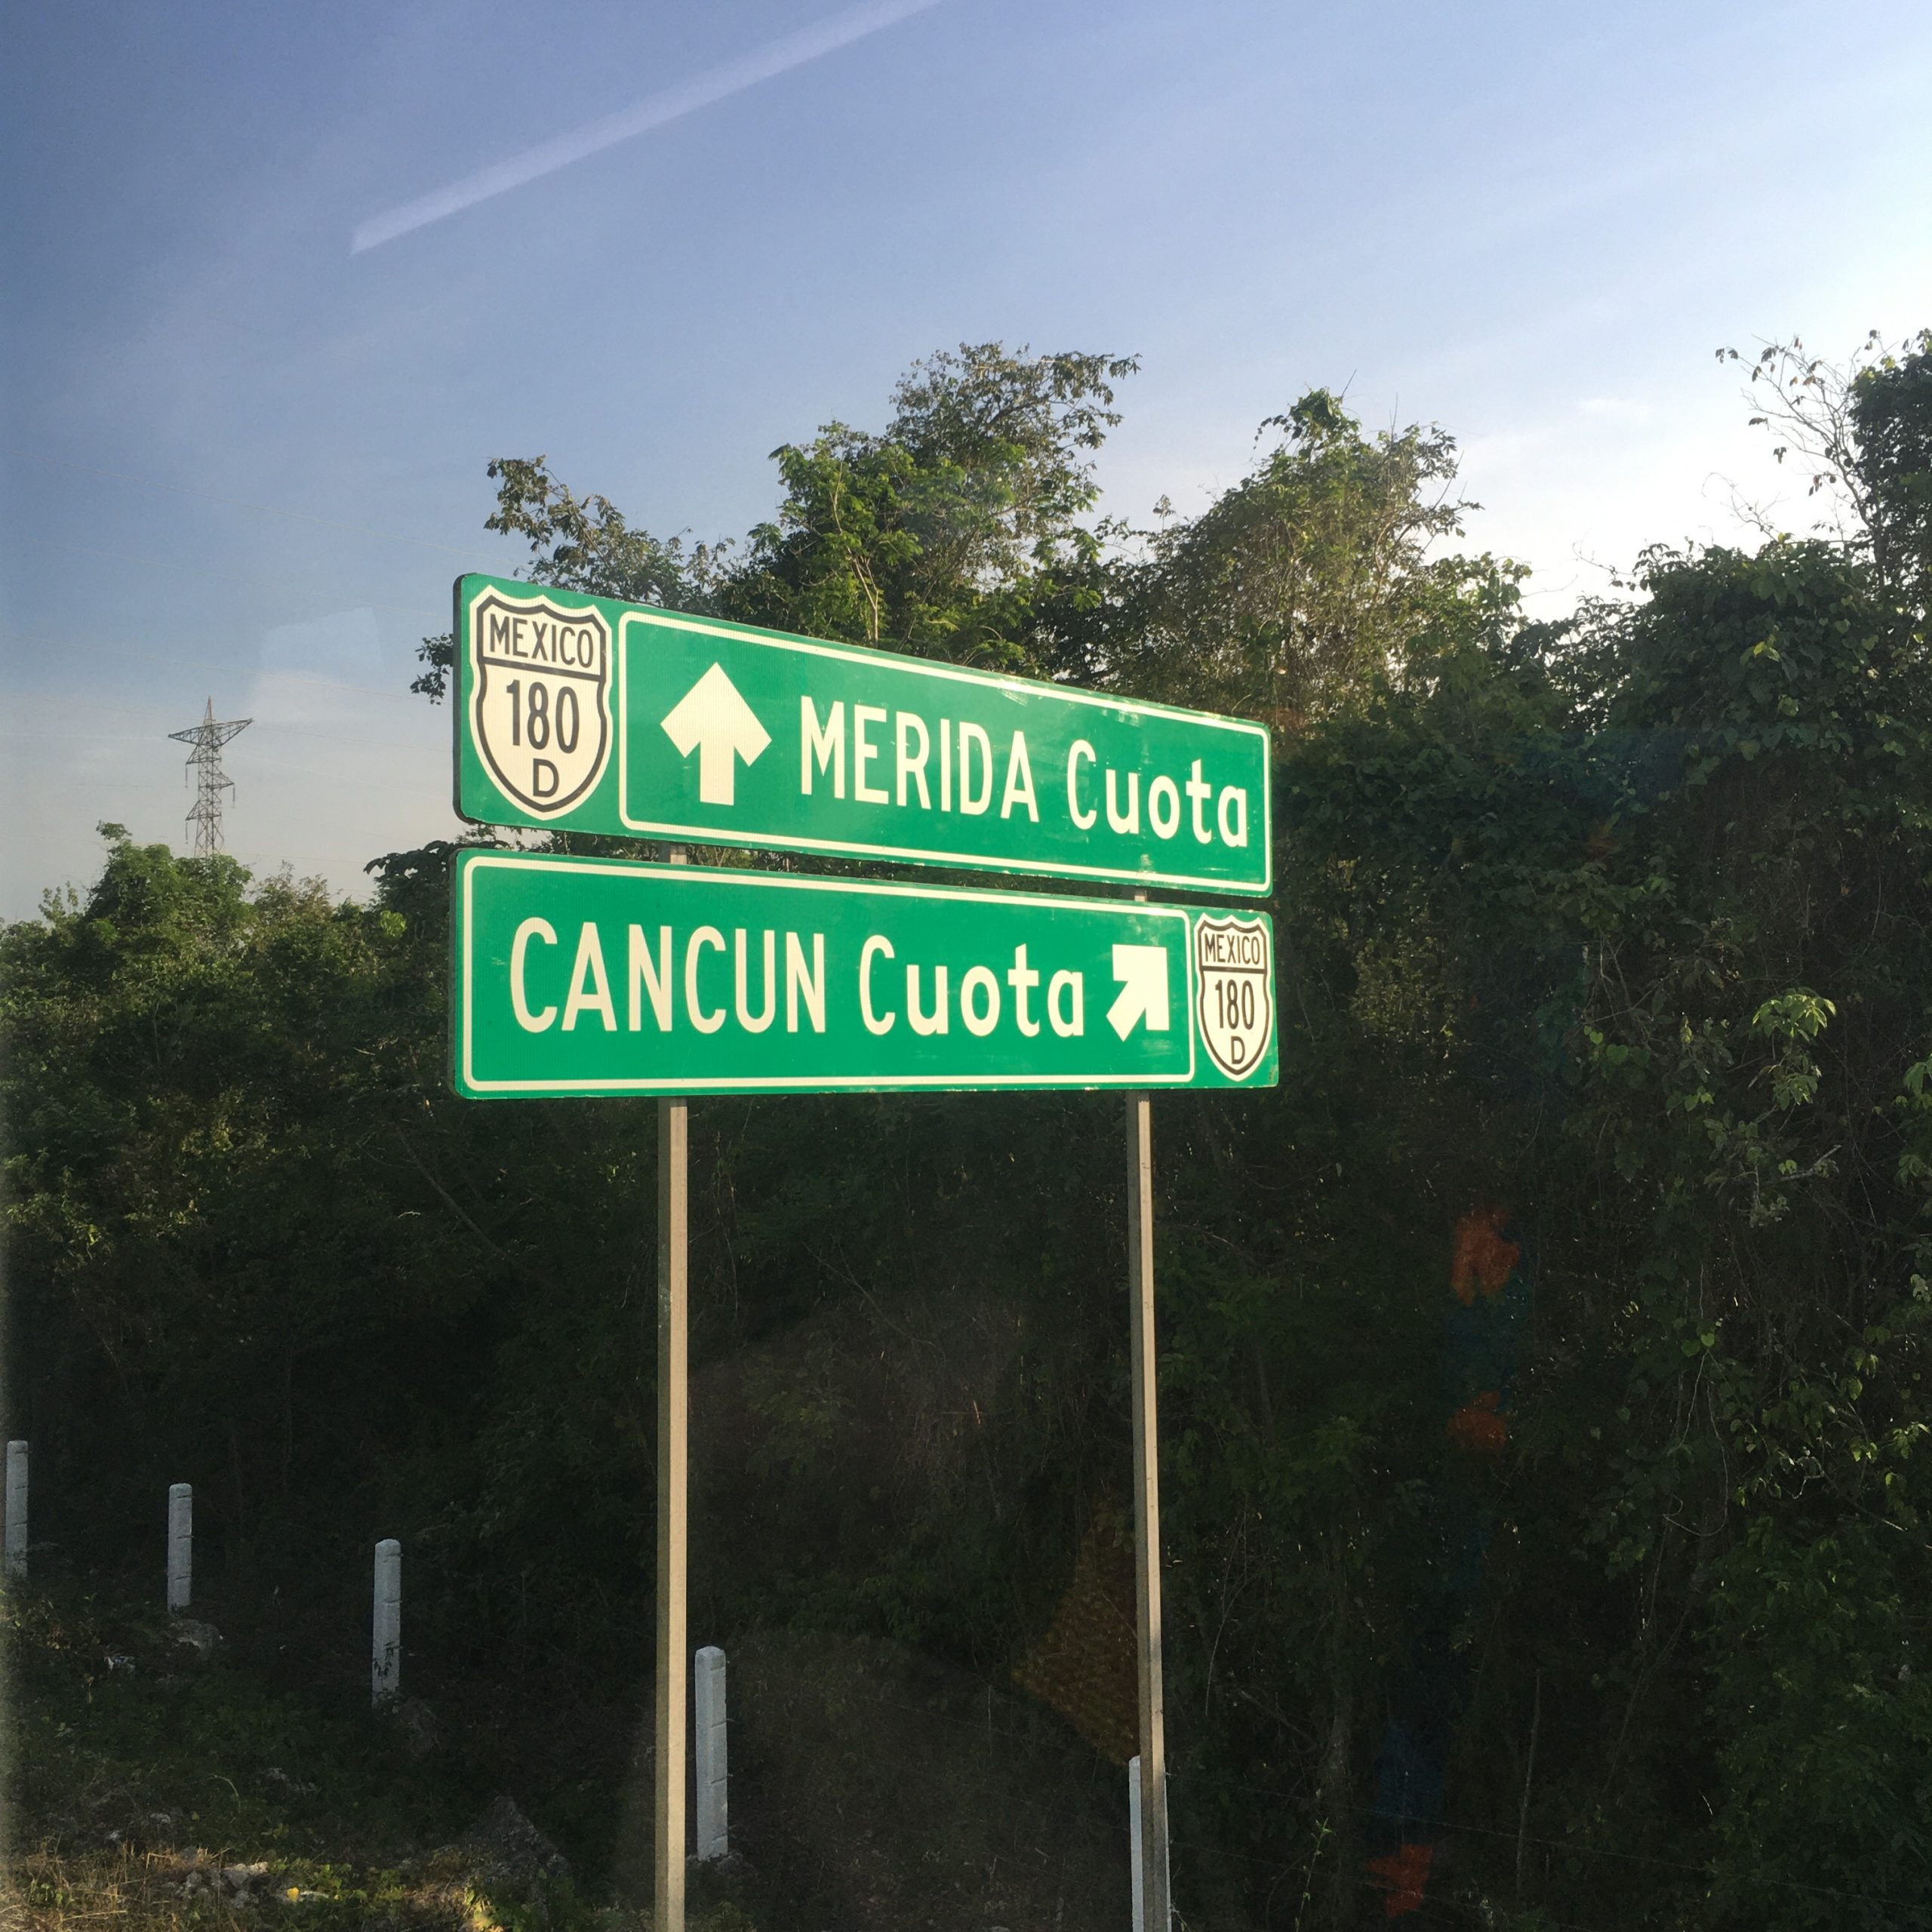 MEXICO
180
D
MERIDA Cuota
CANCUN Cuota
MEXICO
180
D